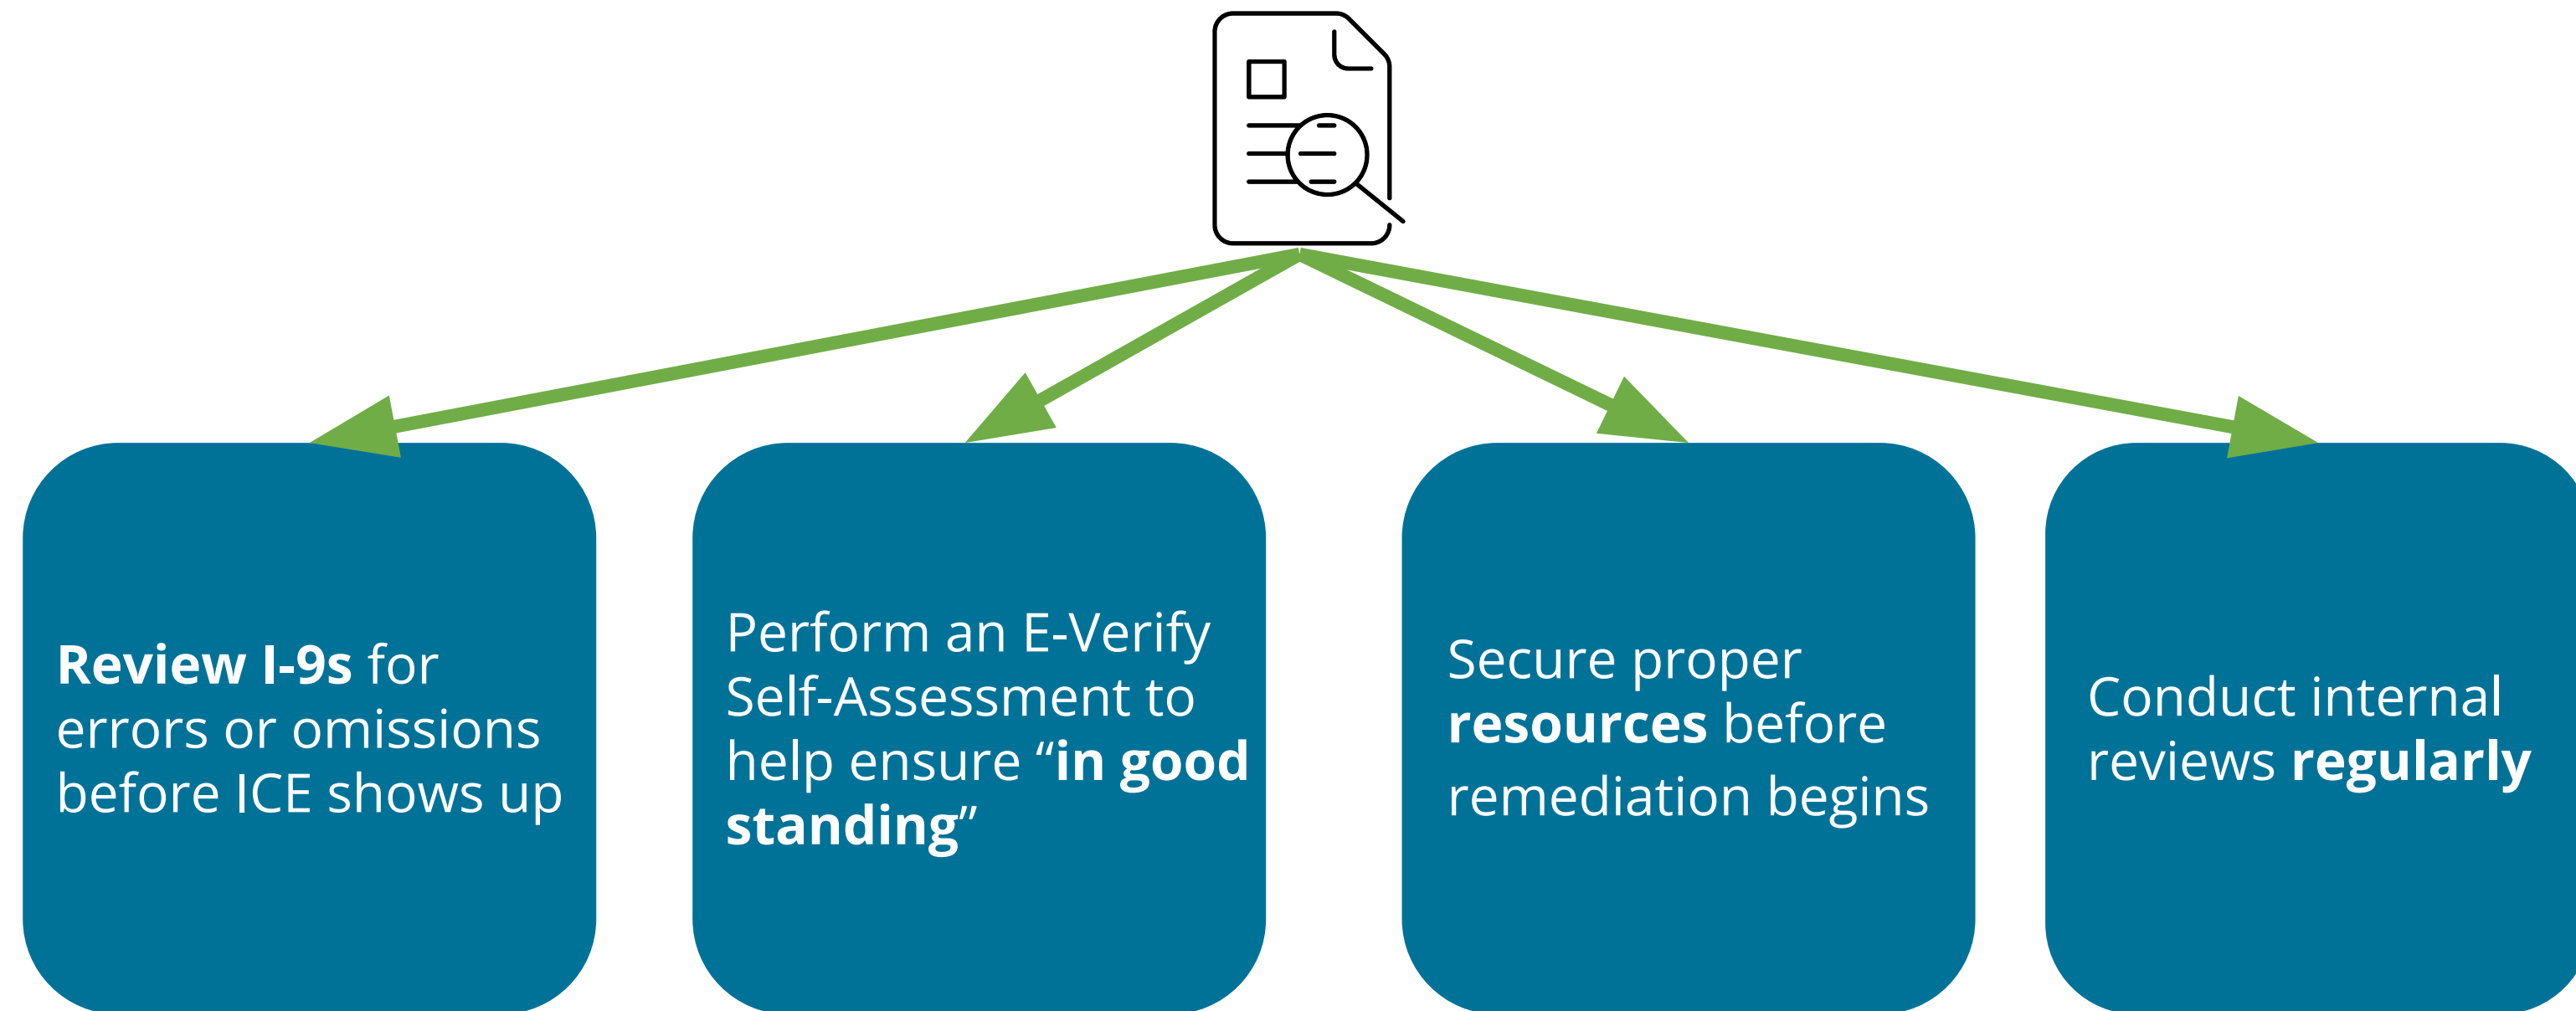 Review I-9s for
errors or omissions
before ICE shows up
Perform an E-Verify
Self-Assessment to
help ensure “in good
standing”
Secure proper
resources before
remediation begins
Conduct internal
reviews regularly